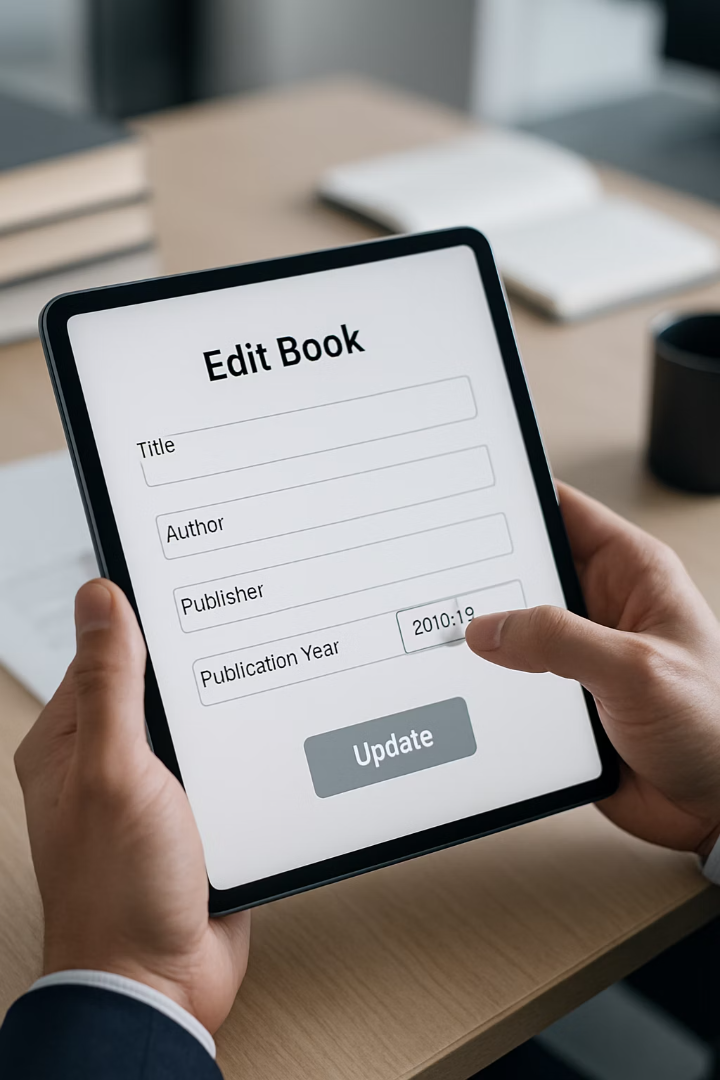 Edit Book
Title
Author
Publisher
Publication Year
2010:19
Update